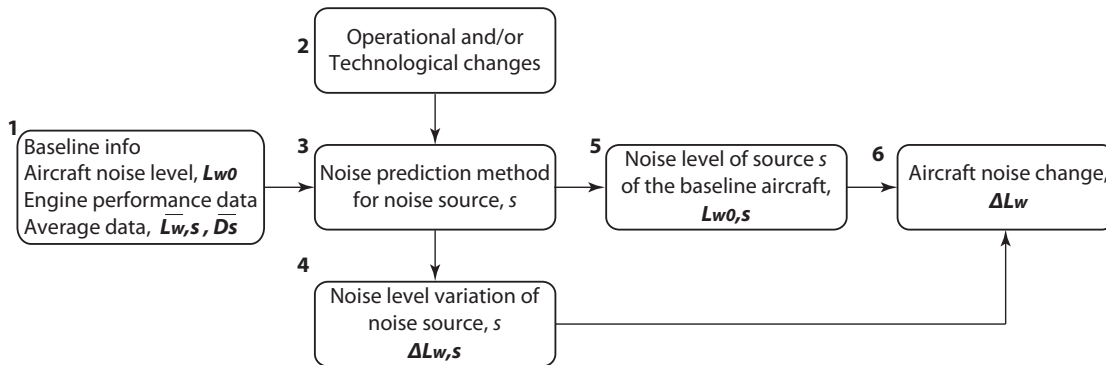 2
Operational and/or
Technological changes
1
Baseline info
Aircraft noise level, Lw0
Engine performance data
Average data, L̅w̅,s , D̅s̅
3
Noise prediction method
for noise source, s
5
Noise level of source s
of the baseline aircraft,
Lw0,s
6
Aircraft noise change,
ΔLw
4
Noise level variation of
noise source, s
ΔLw,s